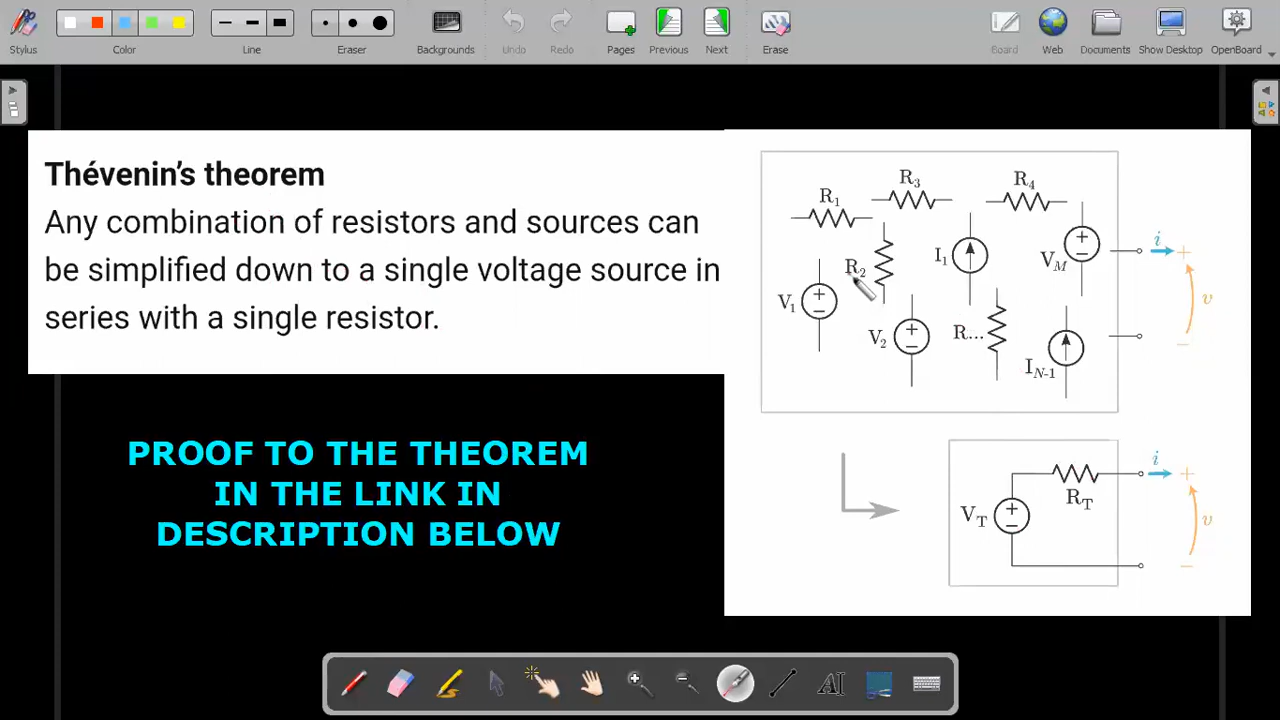 Stylus
Color
Line
Eraser
Backgrounds
Undo
Redo
Pages
Previous
Next
Erase
Board
Web
Documents
Show Desktop
OpenBoard
Thévenin's theorem
Any combination of resistors and sources can
be simplified down to a single voltage source in
series with a single resistor.
PROOF TO THE THEOREM
IN THE LINK IN
DESCRIPTION BELOW
R1
R3
R4
R2
I1
VM
V1
V2
R...
IN-1
i
+
v
−
VT
RT
i
+
v
−
AI